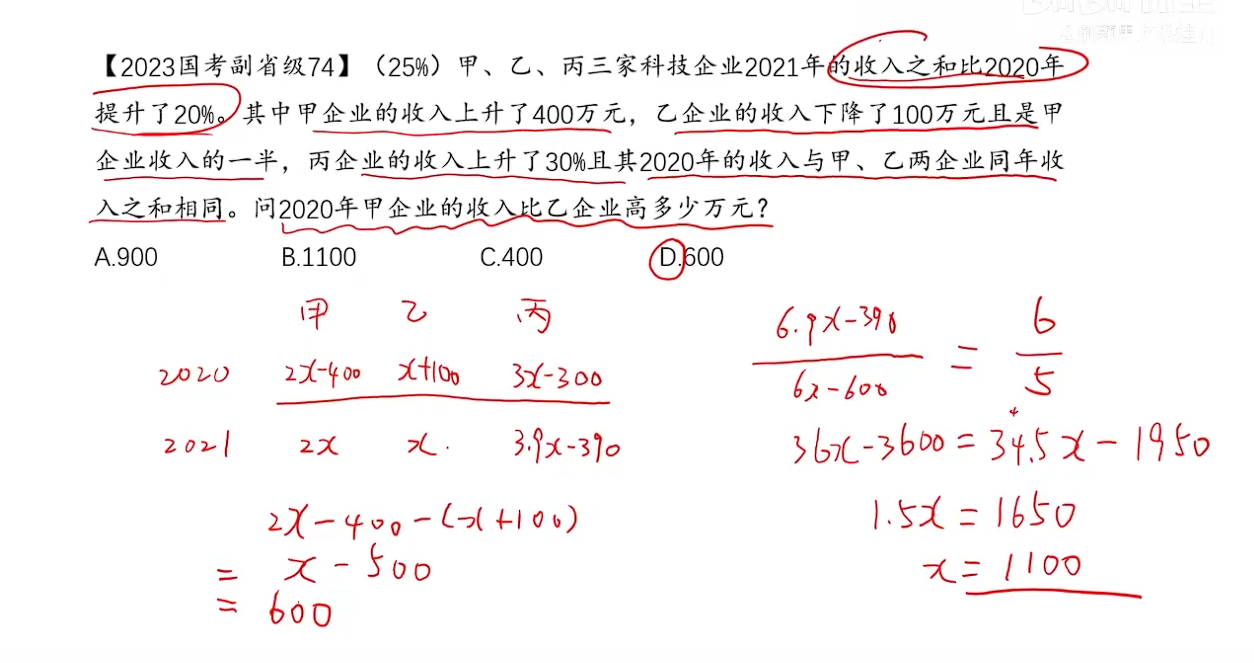 【2023国考副省级74】（25%）甲、乙、丙三家科技企业2021年的收入之和比2020年
提升了20%。其中甲企业的收入上升了400万元，乙企业的收入下降了100万元且是甲
企业收入的一半，丙企业的收入上升了30%且其2020年的收入与甲、乙两企业同年收
入之和相同。问2020年甲企业的收入比乙企业高多少万元？
A.900 B.1100 C.400 D.600
甲 乙 丙
2020 2x-400 x+100 3x-300
2021 2x x 3.9x-390
2x-400-(x+100)
= x-500
= 600
6.9x-390
6x-600
= 6
5
36x-3600=34.5x-1950
1.5x=1650
x=1100